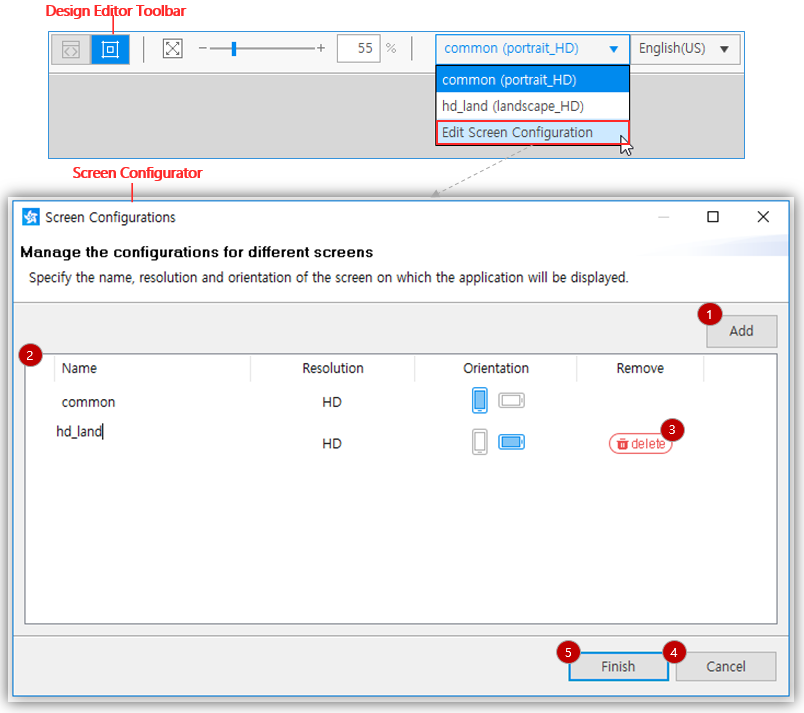 Design Editor Toolbar
55 % common (portrait_HD) English(US)
common (portrait_HD)
hd_land (landscape_HD)
Edit Screen Configuration
Screen Configurator
Screen Configurations
Manage the configurations for different screens
Specify the name, resolution and orientation of the screen on which the application will be displayed.
1
Add
2
Name Resolution Orientation Remove
common HD
hd_land HD
3
delete
5 4
Finish Cancel